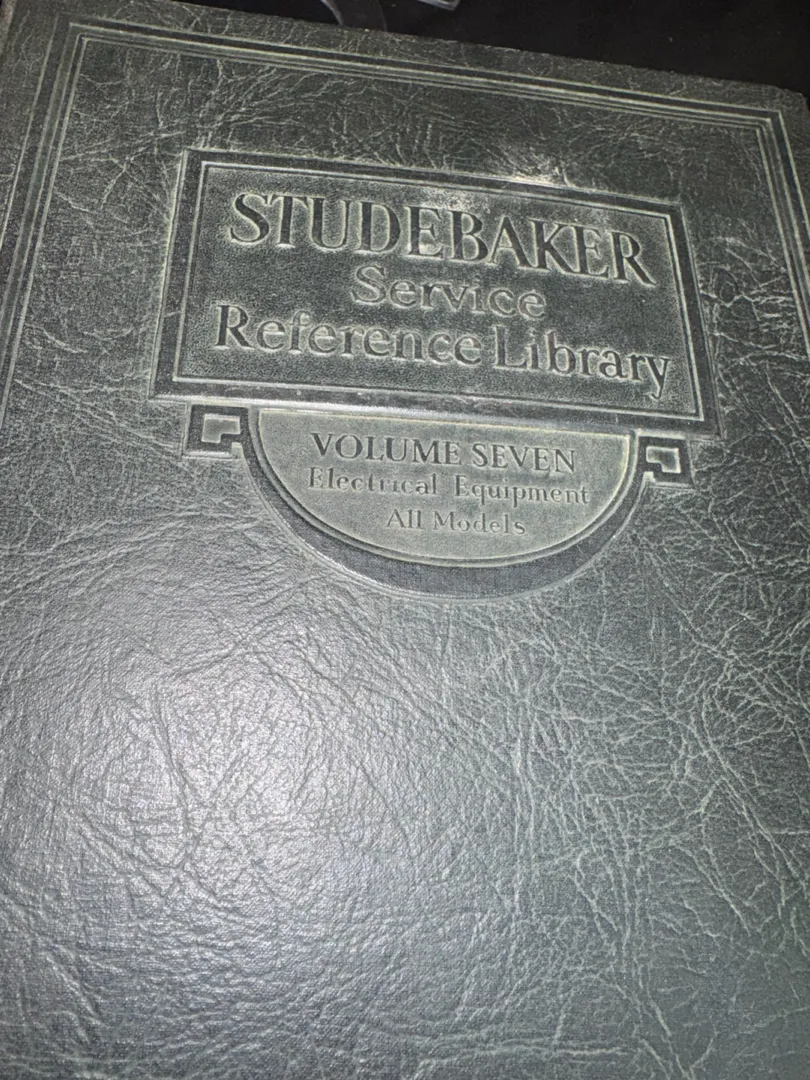 STUDEBAKER
Service
Reference Library
VOLUME SEVEN
Electrical Equipment
All Models